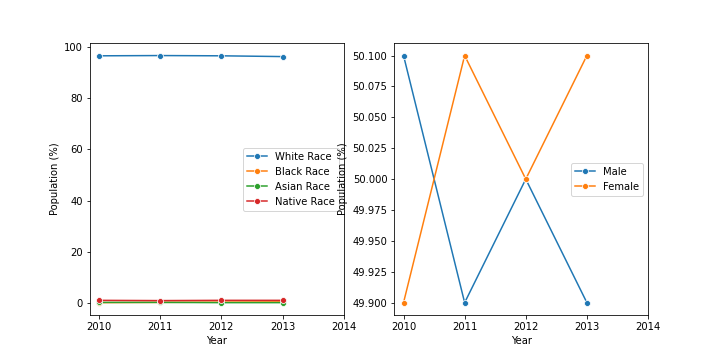 100
80
60
40
20
0
Population (%)
2010 2011 2012 2013 2014
Year
White Race
Black Race
Asian Race
Native Race
50.100
50.075
50.050
50.025
50.000
49.975
49.950
49.925
49.900
Population (%)
2010 2011 2012 2013 2014
Year
Male
Female